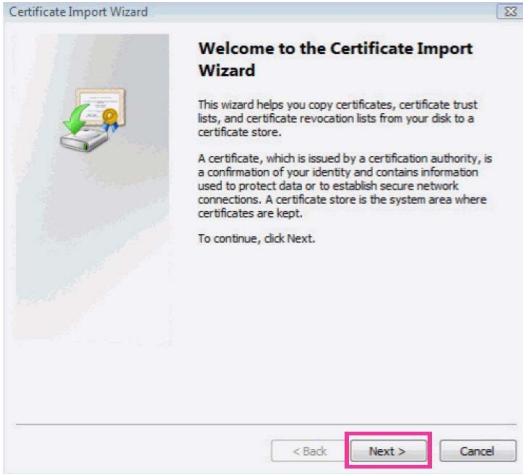 Certificate Import Wizard
Welcome to the Certificate Import
Wizard
This wizard helps you copy certificates, certificate trust
lists, and certificate revocation lists from your disk to a
certificate store.
A certificate, which is issued by a certification authority, is
a confirmation of your identity and contains information
used to protect data or to establish secure network
connections. A certificate store is the system area where
certificates are kept.
To continue, click Next.
< Back Next > Cancel